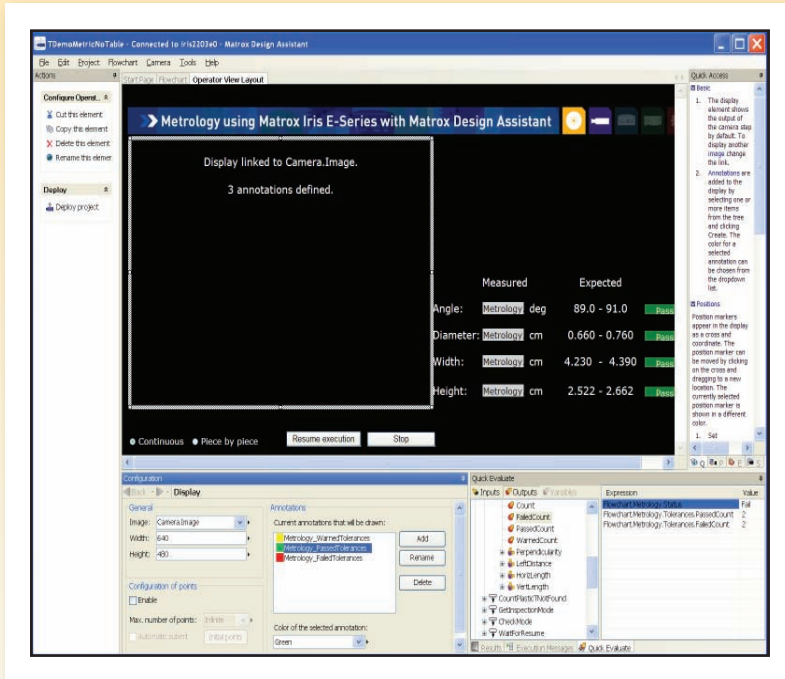 TDemoMetricNoTable - Connected to Iris2203e0 - Matrox Design Assistant
File Edit Project Flowchart Camera Tools Help
Actions
Configure Operat...
Cut this element
Copy this element
Delete this element
Rename this elemer
Deploy
Deploy project
Start Page Flowchart Operator View Layout
Metrology using Matrox Iris E-Series with Matrox Design Assistant
Display linked to Camera.Image.
3 annotations defined.
Measured Expected
Angle: Metrology deg 89.0 - 91.0 Pass
Diameter: Metrology cm 0.660 - 0.760 Pass
Width: Metrology cm 4.230 - 4.390 Pass
Height: Metrology cm 2.522 - 2.662 Pass
Continuous Piece by piece Resume execution Stop
Quick Access
Basic
1. The display
element shows
the output of
the camera step
by default. To
display another
image change
the link.
2. Annotations are
added to the
display by
selecting one or
more items
from the tree
and clicking
Create. The
color for a
selected
annotation can
be chosen from
the dropdown
list.
Positions
Position markers
appear in the display
as a cross and
coordinate. The
position marker can
be moved by clicking
on the cross and
dragging to a new
location. The
currently selected
position marker is
shown in a different
color.
1. Set
Q P E S
Configuration
Back Display
General
Image: Camera.Image
Width: 640
Height: 480
Configuration of points
Enable
Max. number of points: Infinite
Automatic submit Initial points
Annotations
Current annotations that will be drawn:
Metrology_WarnedTolerances
Metrology_PassedTolerances
Metrology_FailedTolerances
Add
Rename
Delete
Color of the selected annotation:
Green
Quick Evaluate
Inputs Outputs Variables
Count
FailedCount
PassedCount
WarnedCount
Perpendicularity
LeftDistance
HorizLength
VertLength
CountPlasticTNotFound
GetInspectionMode
CheckMode
WaitForResume
Expression Value
Flowchart.Metrology.Status Fail
Flowchart.Metrology.Tolerances.PassedCount 2
Flowchart.Metrology.Tolerances.FailedCount 2
Results Execution Messages Quick Evaluate